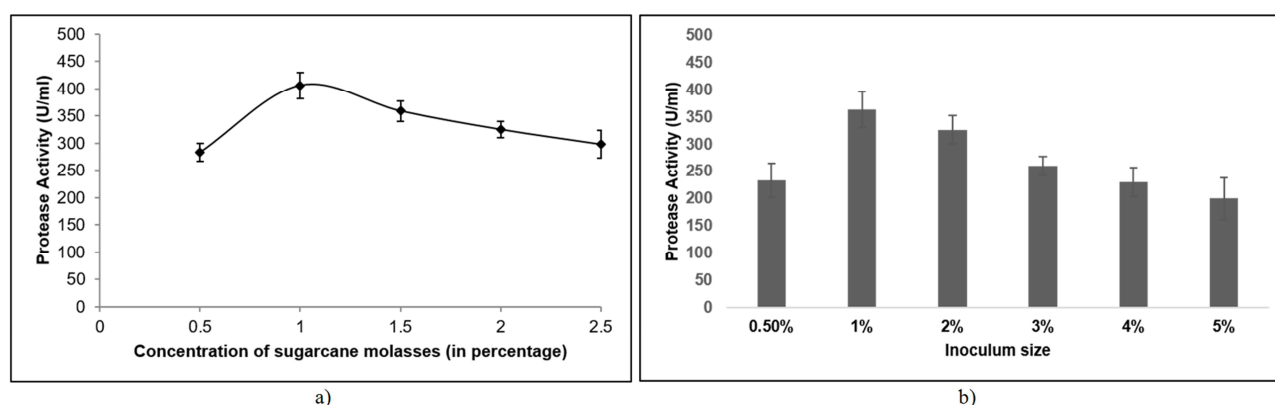 500
450
400
350
300
250
200
150
100
50
0
Protease Activity (U/ml)
0 0.5 1 1.5 2 2.5
Concentration of sugarcane molasses (in percentage)
a)
500
450
400
350
300
250
200
150
100
50
0
Protease Activity (U/ml)
0.50% 1% 2% 3% 4% 5%
Inoculum size
b)